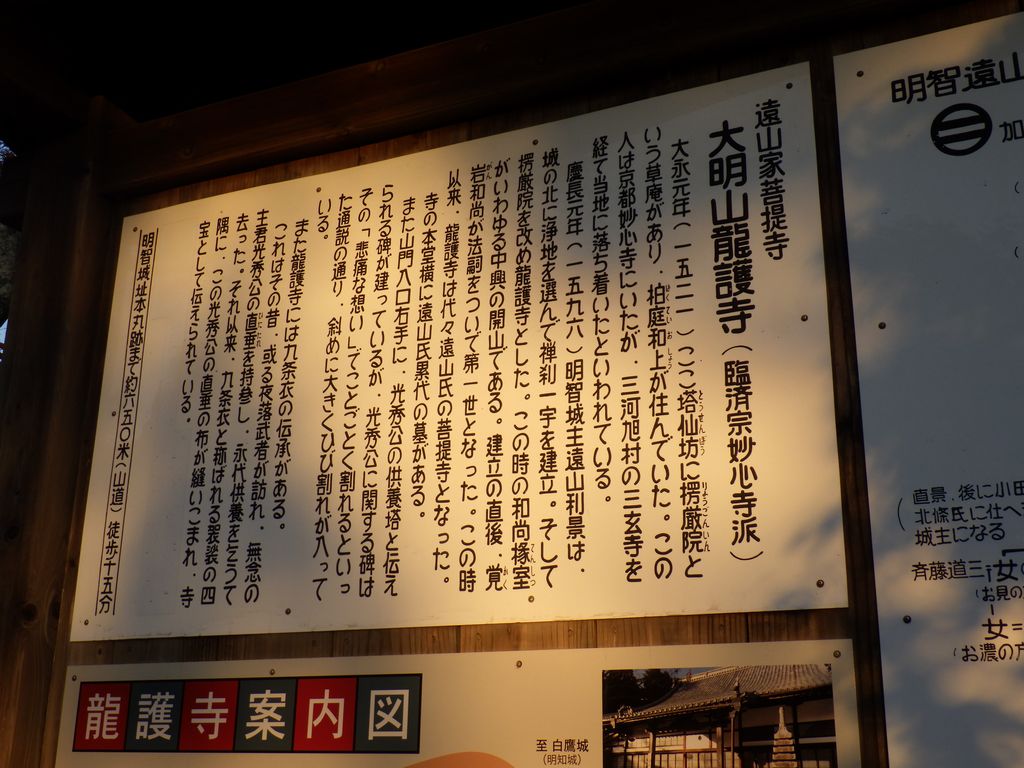 遠山家菩提寺
大明山龍護寺（臨済宗妙心寺派）
大永元年（一五二一）ここ塔仙坊に楞厳院と
いう草庵があり、柏庭和上が住んでいた。この
人は京都妙心寺にいたが、三河旭村の三玄寺を
経て当地に落ち着いたといわれている。
慶長元年（一五九六）明智城主遠山利景は、
城の北に浄地を選んで禅刹一宇を建立。そして
楞厳院を改め龍護寺とした。この時の和尚㨶室
がいわゆる中興の開山である。建立の直後、覚
岩和尚が法嗣をついで第一世となった。この時
以来、龍護寺は代々遠山氏の菩提寺となった。
寺の本堂横に遠山氏累代の墓がある。
また山門入口右手に、光秀公の供養塔と伝え
られる碑が建っているが、光秀公に関する碑は
その「悲痛な想い」でことごとく割れるといっ
た通説の通り、斜めに大きくひび割れが入って
いる。
また龍護寺には九条衣の伝承がある。
これはその昔、或る夜落武者が訪れ、無念の
主君光秀公の直垂を持参し、永代供養を乞うて
去った。それ以来、九条衣と称ばれる袈裟の四
隅に、この光秀公の直垂の布が縫いこまれ、寺
宝として伝えられている。
明智城址本丸跡まで約六五〇米（山道）徒歩十五分
龍護寺案内図
至 白鷹城
（明知城）
明智遠山
加
直景、後に小田
北條氏に仕へ
城主になる
斉藤道三
女
（お見の
女＝
（お濃の方